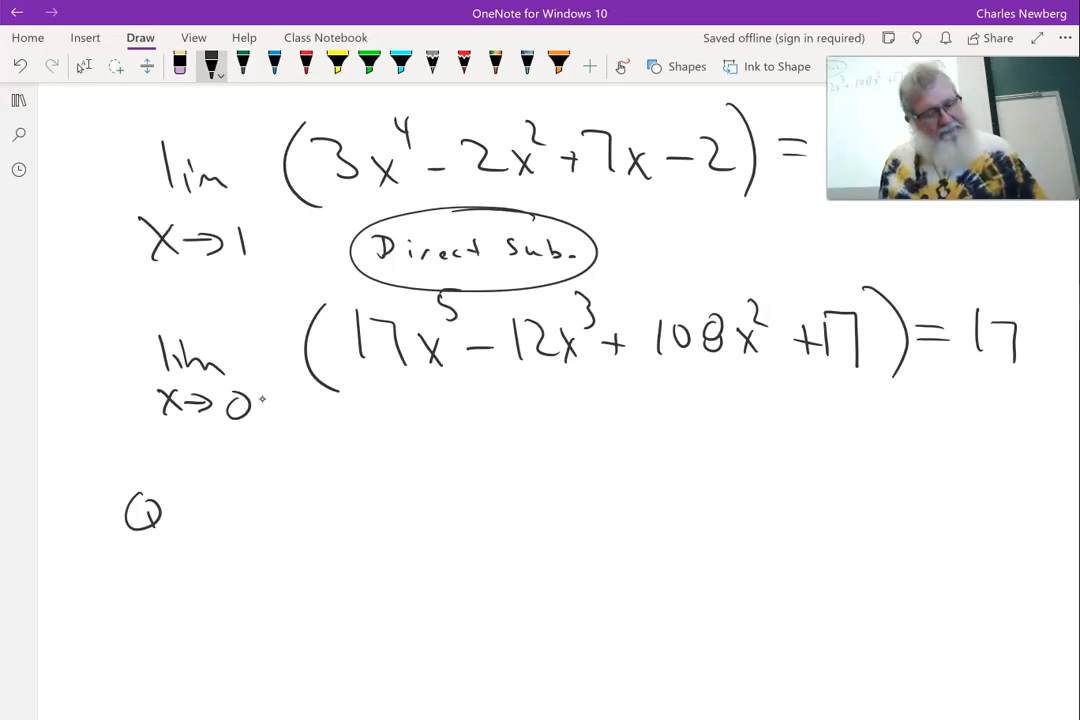 OneNote for Windows 10
Charles Newberg
Home Insert Draw View Help Class Notebook
Saved offline (sign in required) Share
Shapes Ink to Shape
lim (3x⁴ - 2x² + 7x - 2) =
x→1
Direct Sub.
lim (17x⁵ - 12x³ + 108x² + 17) = 17
x→0
Q